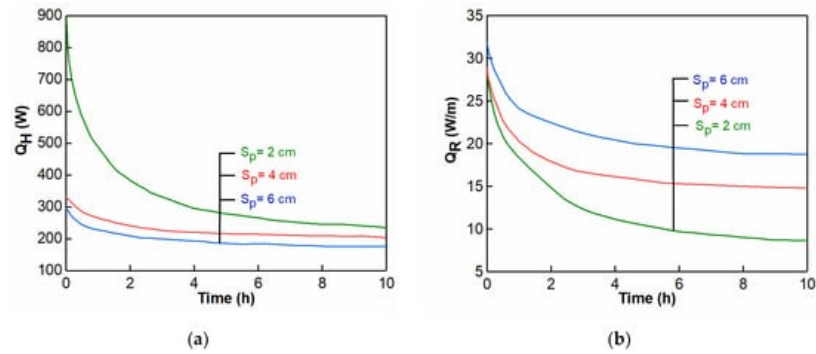 900
800
700
600
500
400
300
200
100
Q_H (W)
S_p= 2 cm
S_p= 4 cm
S_p= 6 cm
0 2 4 6 8 10
Time (h)
(a)
35
30
25
20
15
10
5
Q_R (W/m)
S_p= 6 cm
S_p= 4 cm
S_p= 2 cm
0 2 4 6 8 10
Time (h)
(b)